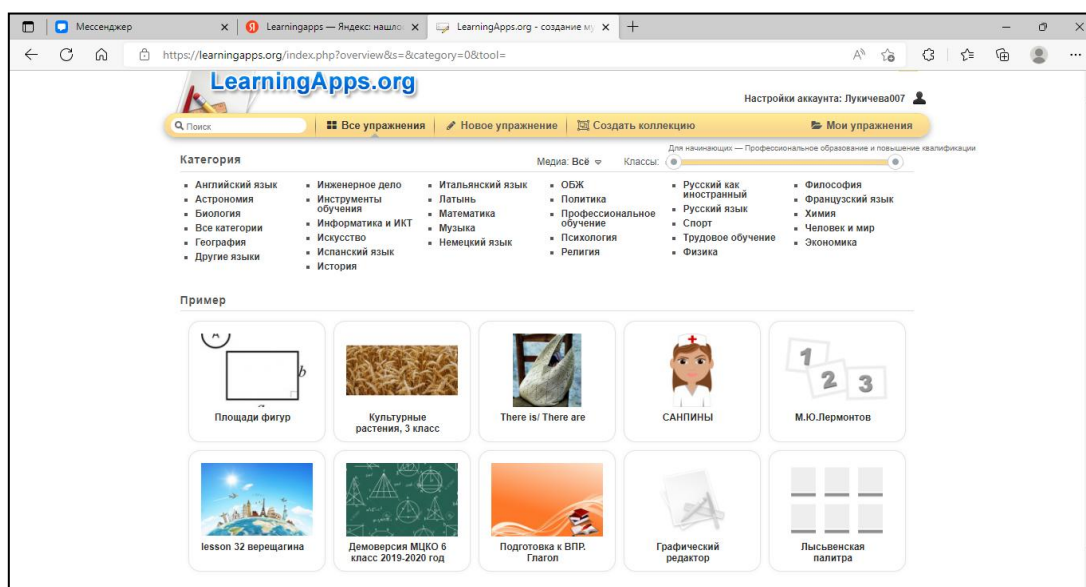 Мессенджер
Learningapps — Яндекс: нашло
LearningApps.org - создание му
https://learningapps.org/index.php?overview&s=&category=0&tool=
LearningApps.org
Настройки аккаунта: Лукичева007
Поиск
Все упражнения
Новое упражнение
Создать коллекцию
Мои упражнения
Категория
Медиа: Всё
Классы:
Для начинающих — Профессиональное образование и повышение квалификации
Английский язык
Астрономия
Биология
Все категории
География
Другие языки
Инженерное дело
Инструменты
обучения
Информатика и ИКТ
Искусство
Испанский язык
История
Итальянский язык
Латынь
Математика
Музыка
Немецкий язык
ОБЖ
Политика
Профессиональное
обучение
Психология
Религия
Русский как
иностранный
Русский язык
Спорт
Трудовое обучение
Физика
Философия
Французский язык
Химия
Человек и мир
Экономика
Пример
A
b
Площади фигур
Культурные
растения, 3 класс
There is/ There are
САНПИНЫ
1
2
3
М.Ю.Лермонтов
lesson 32 верещагина
Демоверсия МЦКО 6
класс 2019-2020 год
Подготовка к ВПР.
Глагол
Графический
редактор
Лысьвенская
палитра